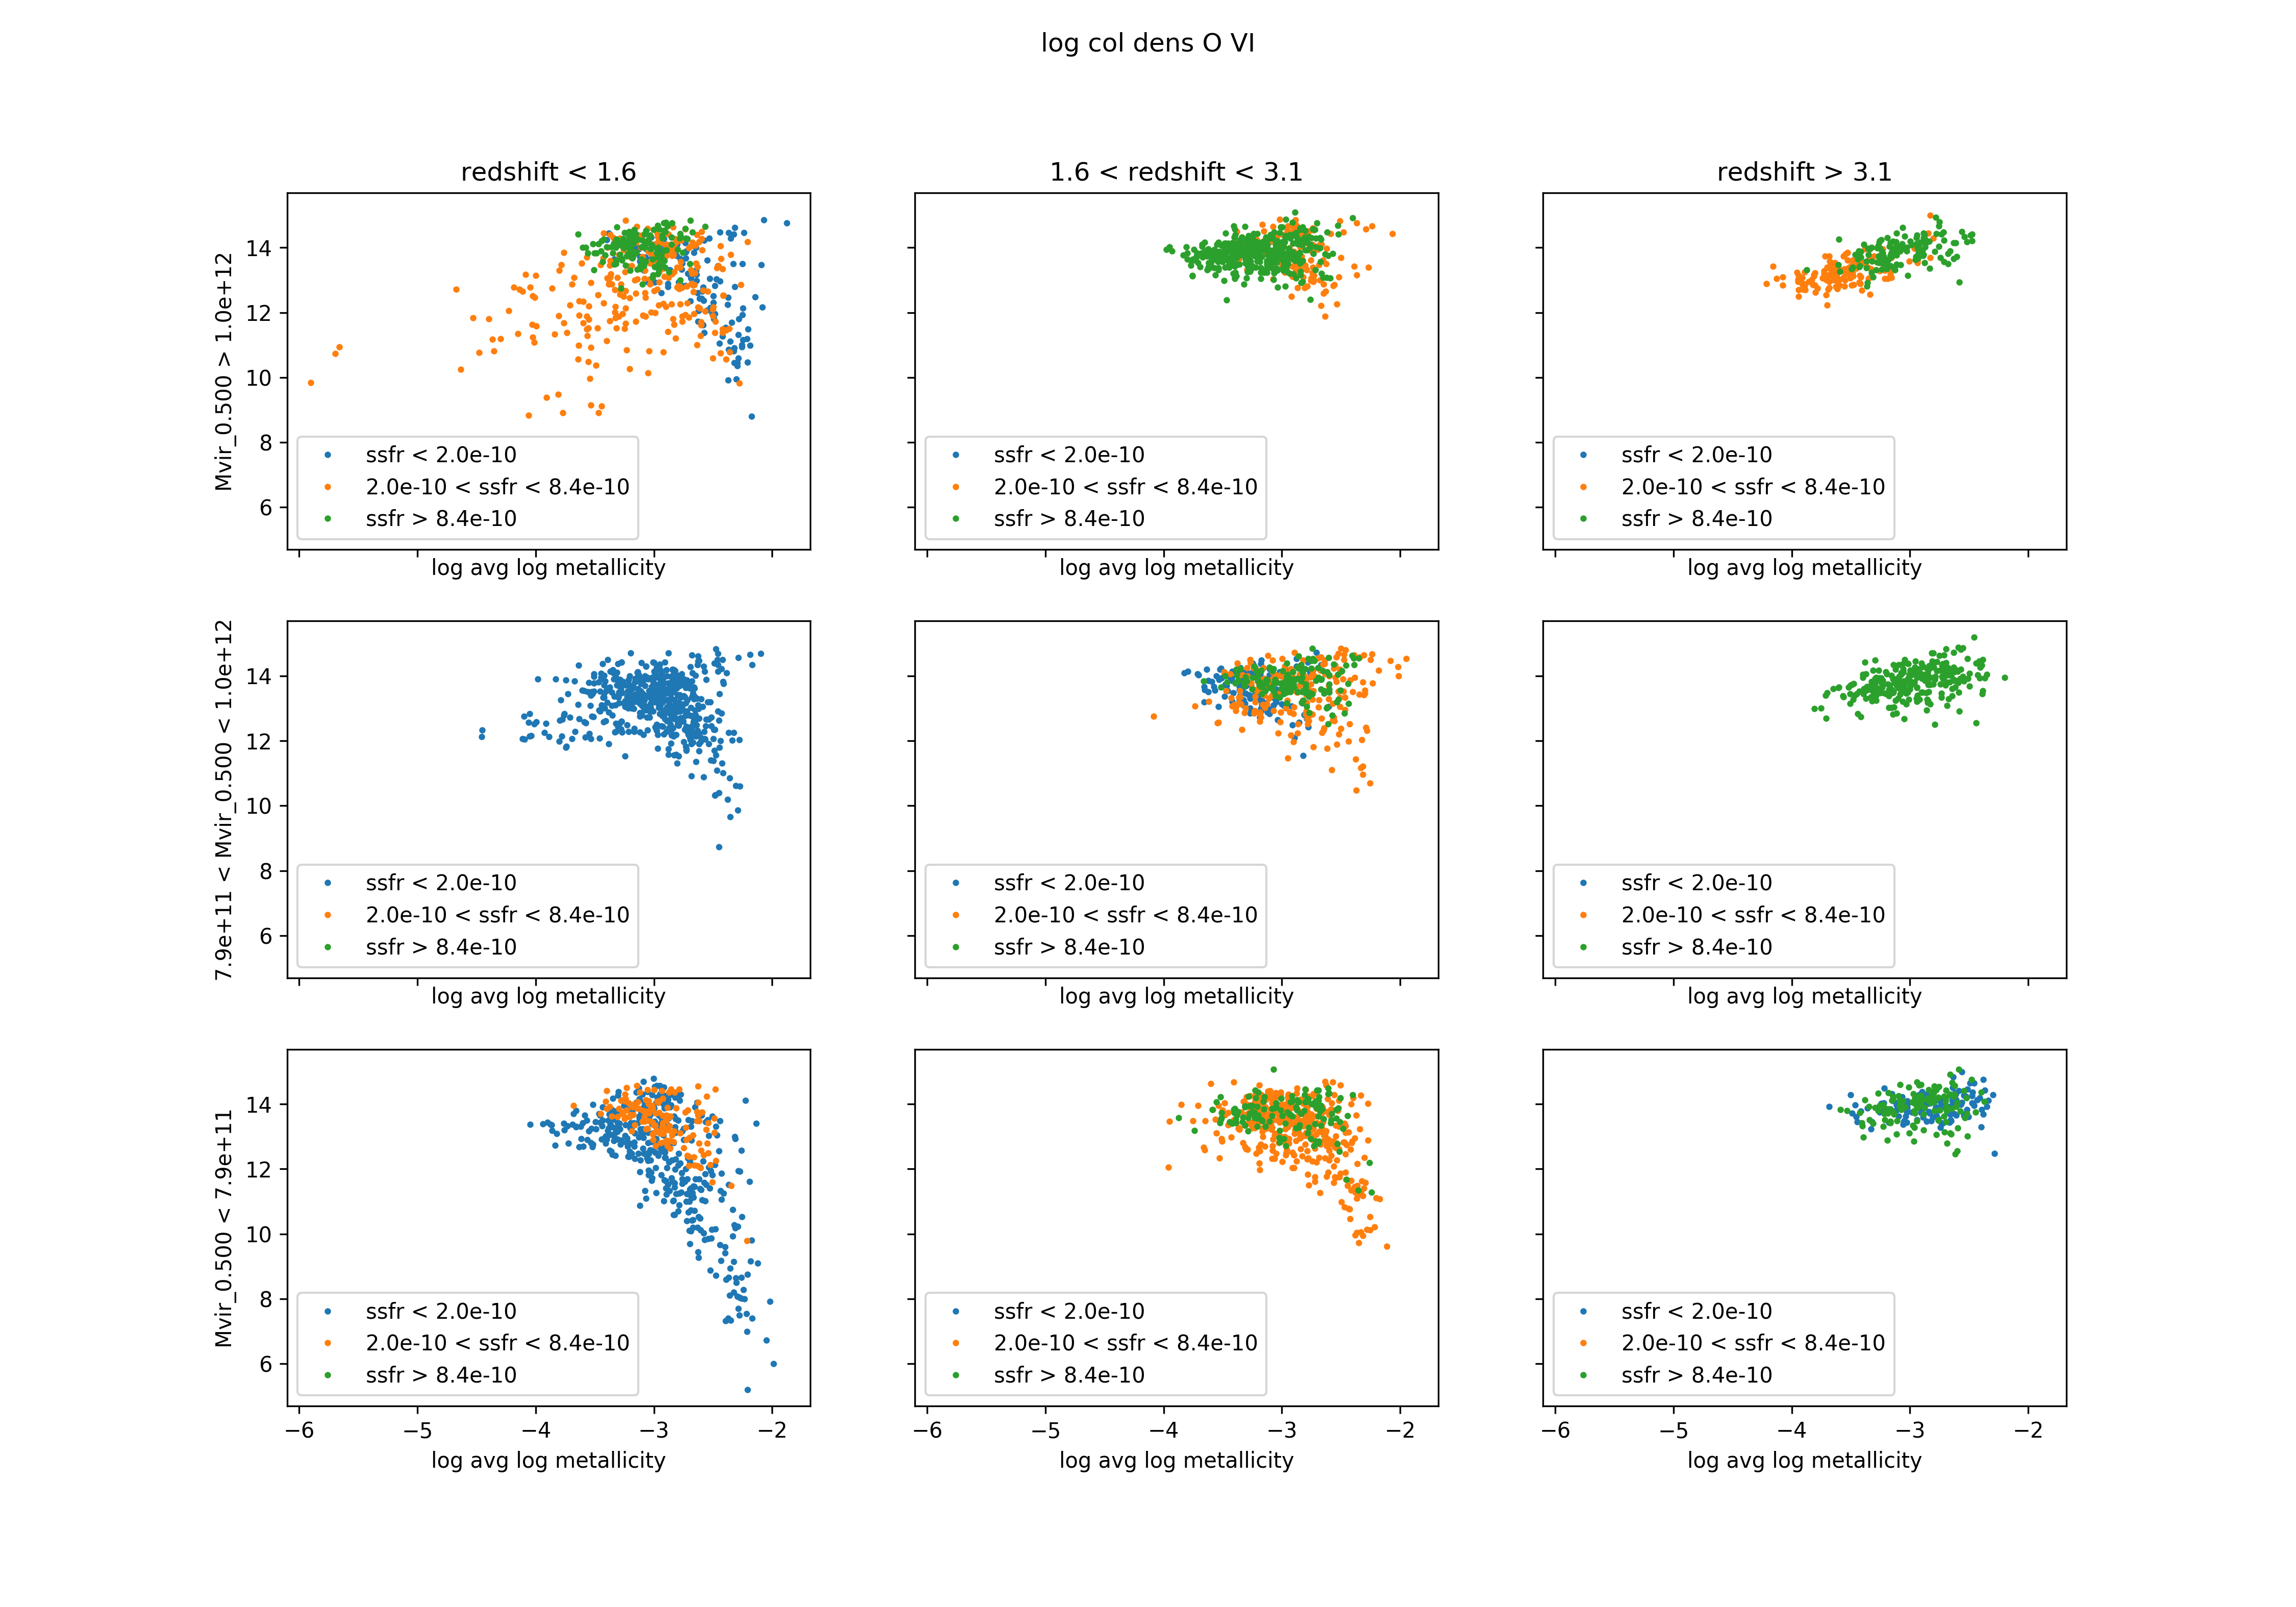 log col dens O VI
redshift < 1.6
1.6 < redshift < 3.1
redshift > 3.1
Mvir_0.500 > 1.0e+12
14
12
10
8
6
ssfr < 2.0e-10
2.0e-10 < ssfr < 8.4e-10
ssfr > 8.4e-10
log avg log metallicity
ssfr < 2.0e-10
2.0e-10 < ssfr < 8.4e-10
ssfr > 8.4e-10
log avg log metallicity
ssfr < 2.0e-10
2.0e-10 < ssfr < 8.4e-10
ssfr > 8.4e-10
log avg log metallicity
7.9e+11 < Mvir_0.500 < 1.0e+12
14
12
10
8
6
ssfr < 2.0e-10
2.0e-10 < ssfr < 8.4e-10
ssfr > 8.4e-10
log avg log metallicity
ssfr < 2.0e-10
2.0e-10 < ssfr < 8.4e-10
ssfr > 8.4e-10
log avg log metallicity
ssfr < 2.0e-10
2.0e-10 < ssfr < 8.4e-10
ssfr > 8.4e-10
log avg log metallicity
Mvir_0.500 < 7.9e+11
14
12
10
8
6
ssfr < 2.0e-10
2.0e-10 < ssfr < 8.4e-10
ssfr > 8.4e-10
−6 −5 −4 −3 −2
log avg log metallicity
ssfr < 2.0e-10
2.0e-10 < ssfr < 8.4e-10
ssfr > 8.4e-10
−6 −5 −4 −3 −2
log avg log metallicity
ssfr < 2.0e-10
2.0e-10 < ssfr < 8.4e-10
ssfr > 8.4e-10
−6 −5 −4 −3 −2
log avg log metallicity